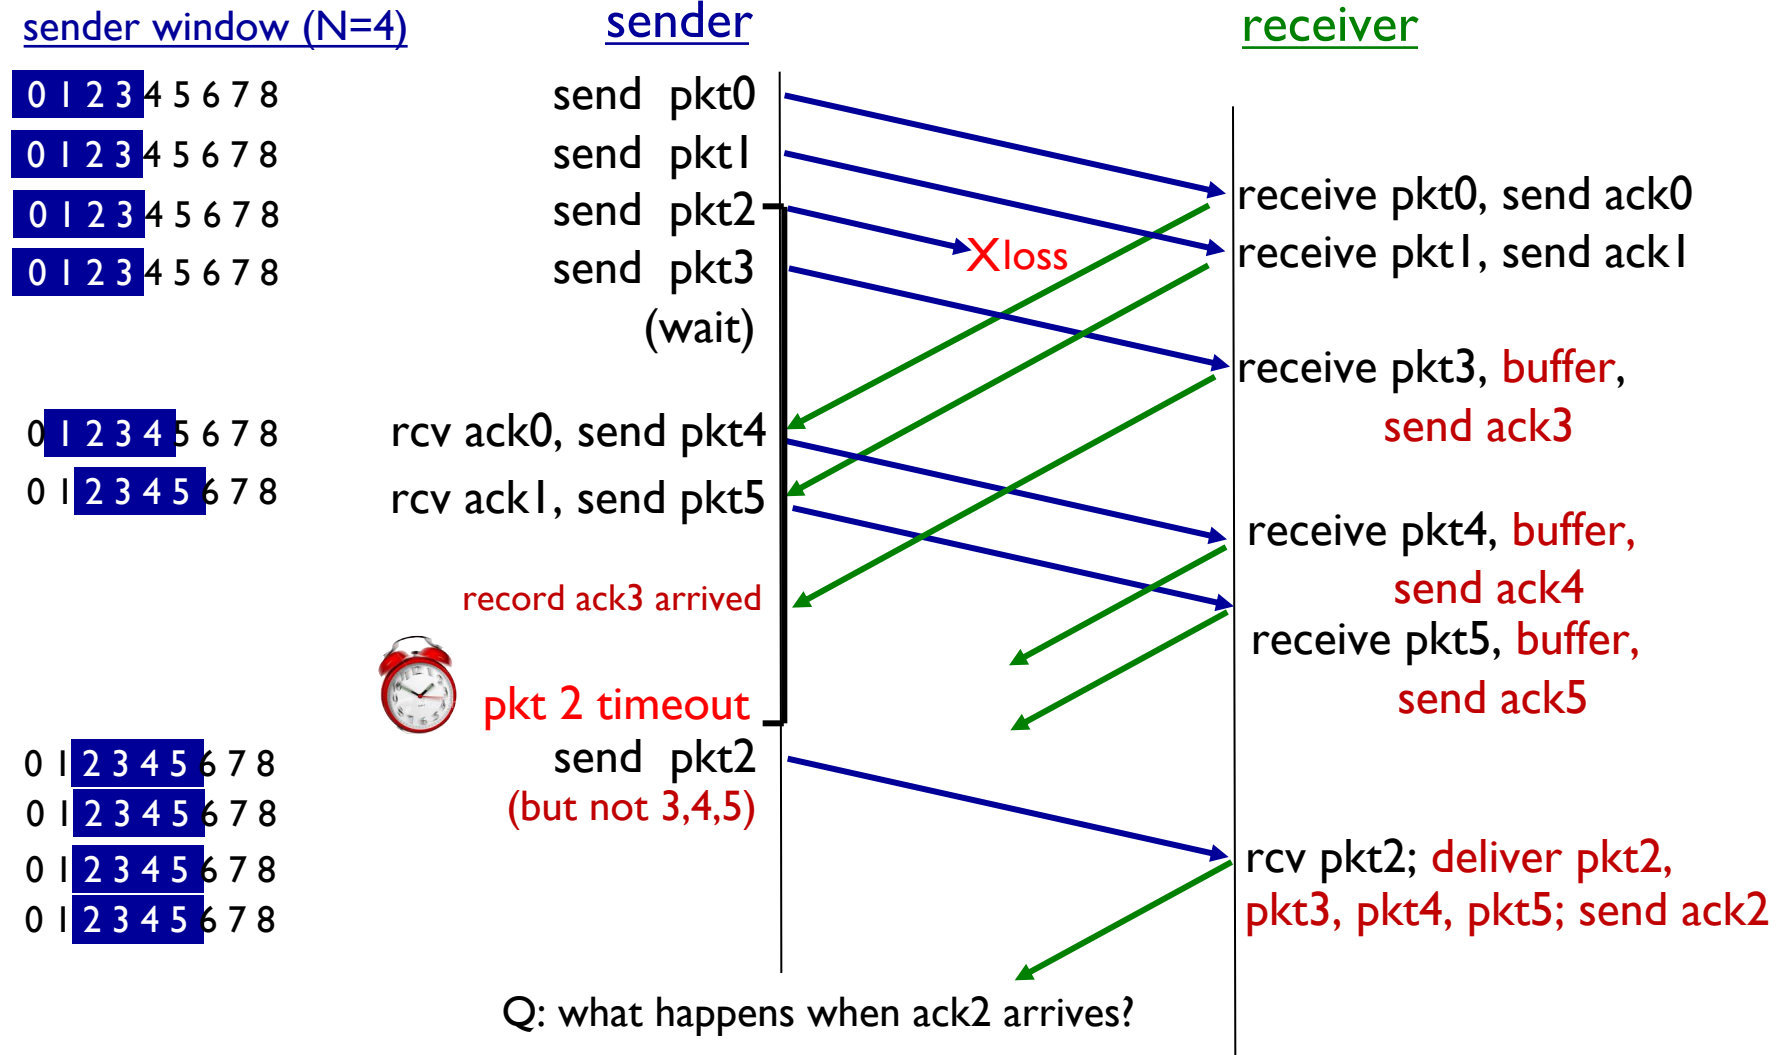 sender window (N=4) sender receiver
0 1 2 3 4 5 6 7 8 send pkt0
0 1 2 3 4 5 6 7 8 send pkt1
receive pkt0, send ack0
0 1 2 3 4 5 6 7 8 send pkt2
Xloss
receive pkt1, send ack1
0 1 2 3 4 5 6 7 8 send pkt3
(wait)
receive pkt3, buffer,
send ack3
0 1 2 3 4 5 6 7 8 rcv ack0, send pkt4
0 1 2 3 4 5 6 7 8 rcv ack1, send pkt5
receive pkt4, buffer,
send ack4
record ack3 arrived
receive pkt5, buffer,
send ack5
pkt 2 timeout
0 1 2 3 4 5 6 7 8 send pkt2
0 1 2 3 4 5 6 7 8 (but not 3,4,5)
0 1 2 3 4 5 6 7 8 rcv pkt2; deliver pkt2,
0 1 2 3 4 5 6 7 8 pkt3, pkt4, pkt5; send ack2
Q: what happens when ack2 arrives?